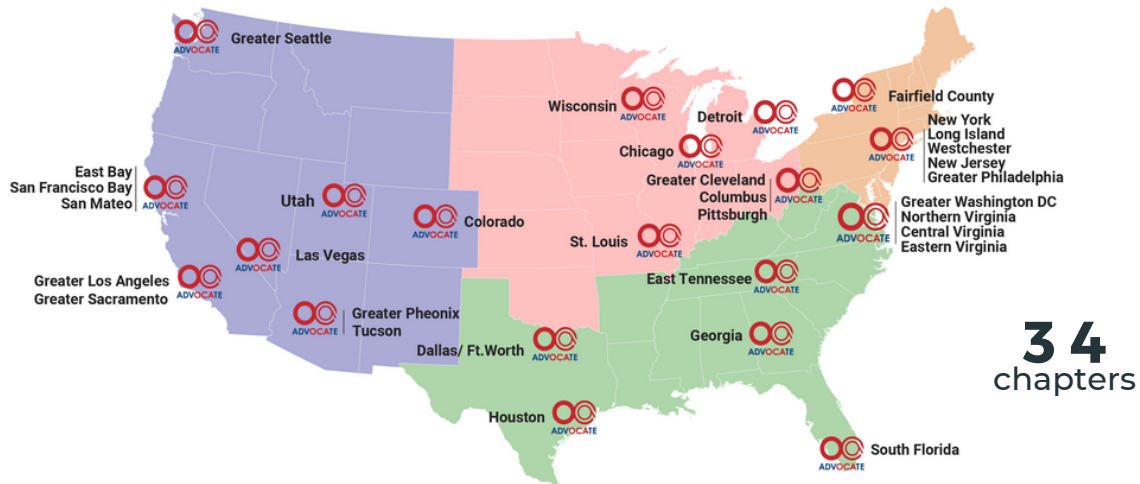 ADVOCATE
Greater Seattle
Wisconsin
ADVOCATE
Detroit
ADVOCATE
ADVOCATE
Fairfield County
Chicago
ADVOCATE
ADVOCATE
New York
Long Island
Westchester
New Jersey
Greater Philadelphia
East Bay
San Francisco Bay
San Mateo
ADVOCATE
Utah
ADVOCATE
ADVOCATE
Colorado
Greater Cleveland
Columbus
Pittsburgh
ADVOCATE
ADVOCATE
Greater Washington DC
Northern Virginia
Central Virginia
Eastern Virginia
St. Louis
ADVOCATE
ADVOCATE
Las Vegas
Greater Los Angeles
Greater Sacramento
ADVOCATE
East Tennessee
ADVOCATE
ADVOCATE
Greater Pheonix
Tucson
Dallas/ Ft.Worth
ADVOCATE
Georgia
ADVOCATE
34
chapters
Houston
ADVOCATE
ADVOCATE
South Florida